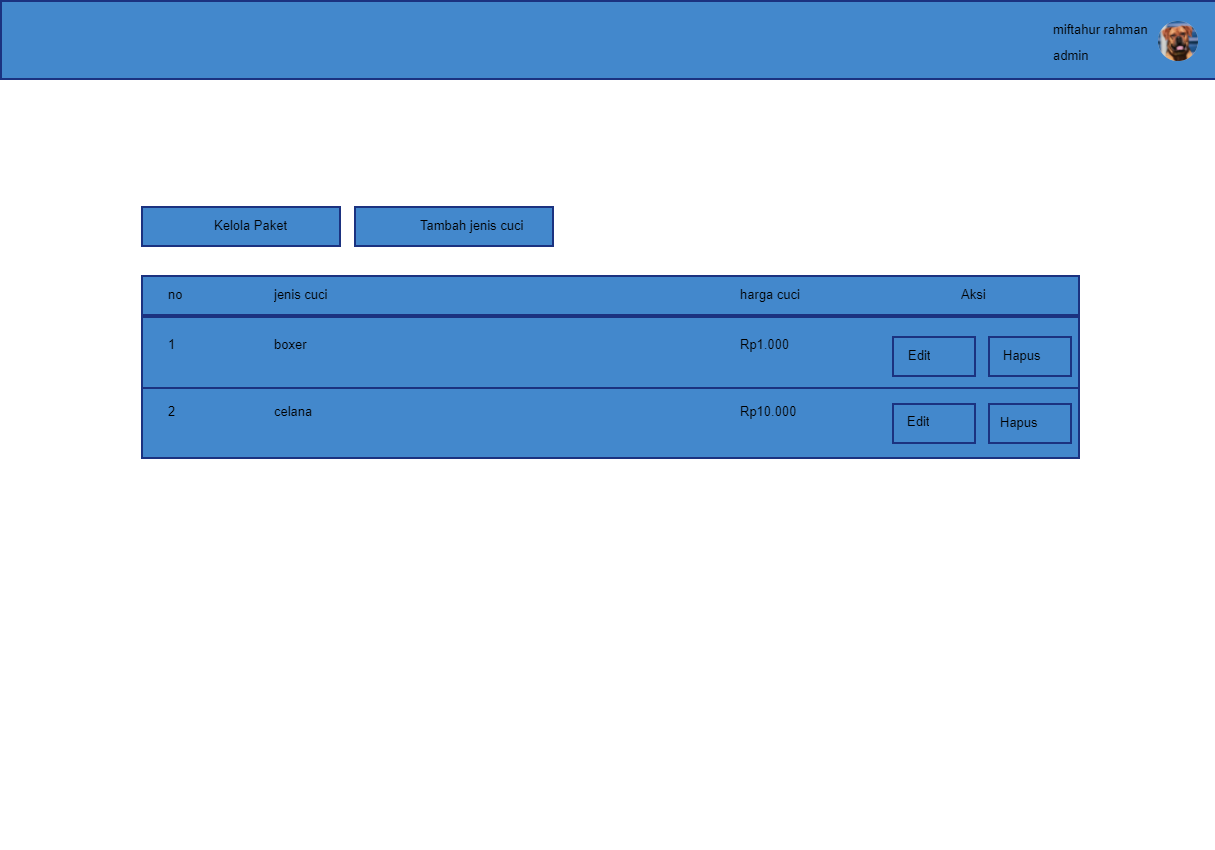 miftahur rahman
admin
Kelola Paket Tambah jenis cuci
no jenis cuci harga cuci Aksi
1 boxer Rp1.000 Edit Hapus
2 celana Rp10.000 Edit Hapus